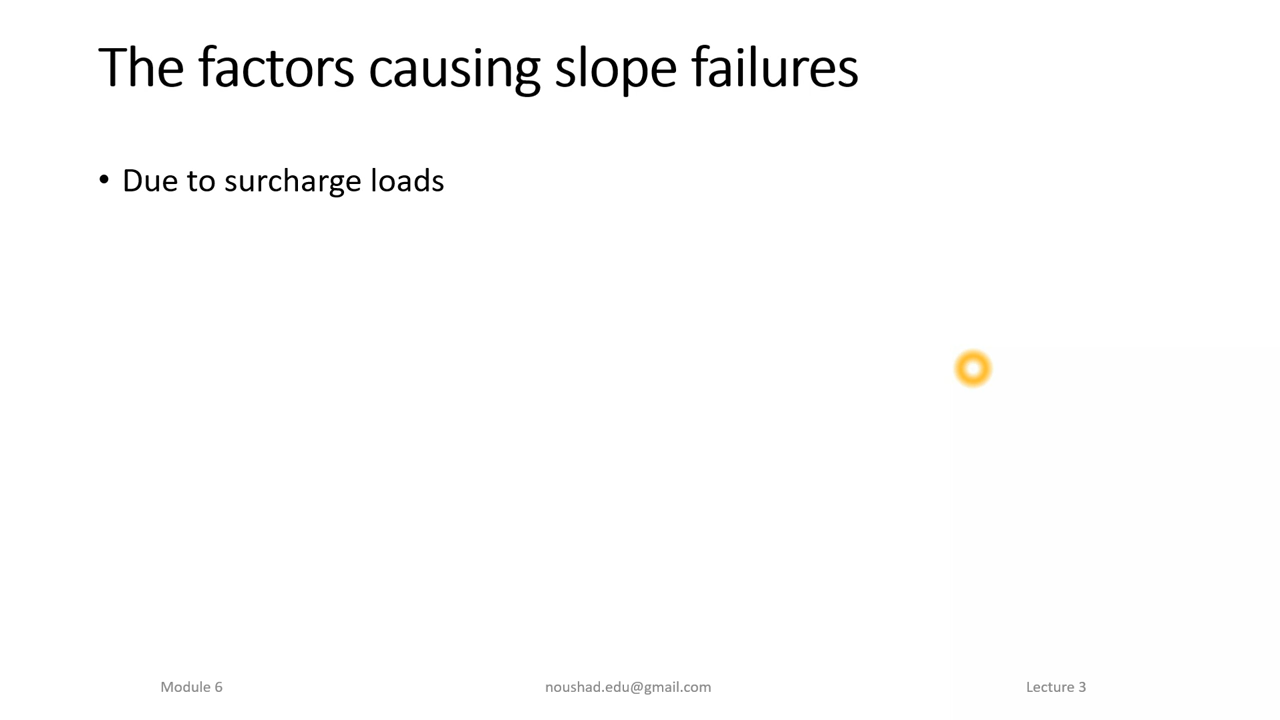 The factors causing slope failures
• Due to surcharge loads
Module 6
noushad.edu@gmail.com
Lecture 3